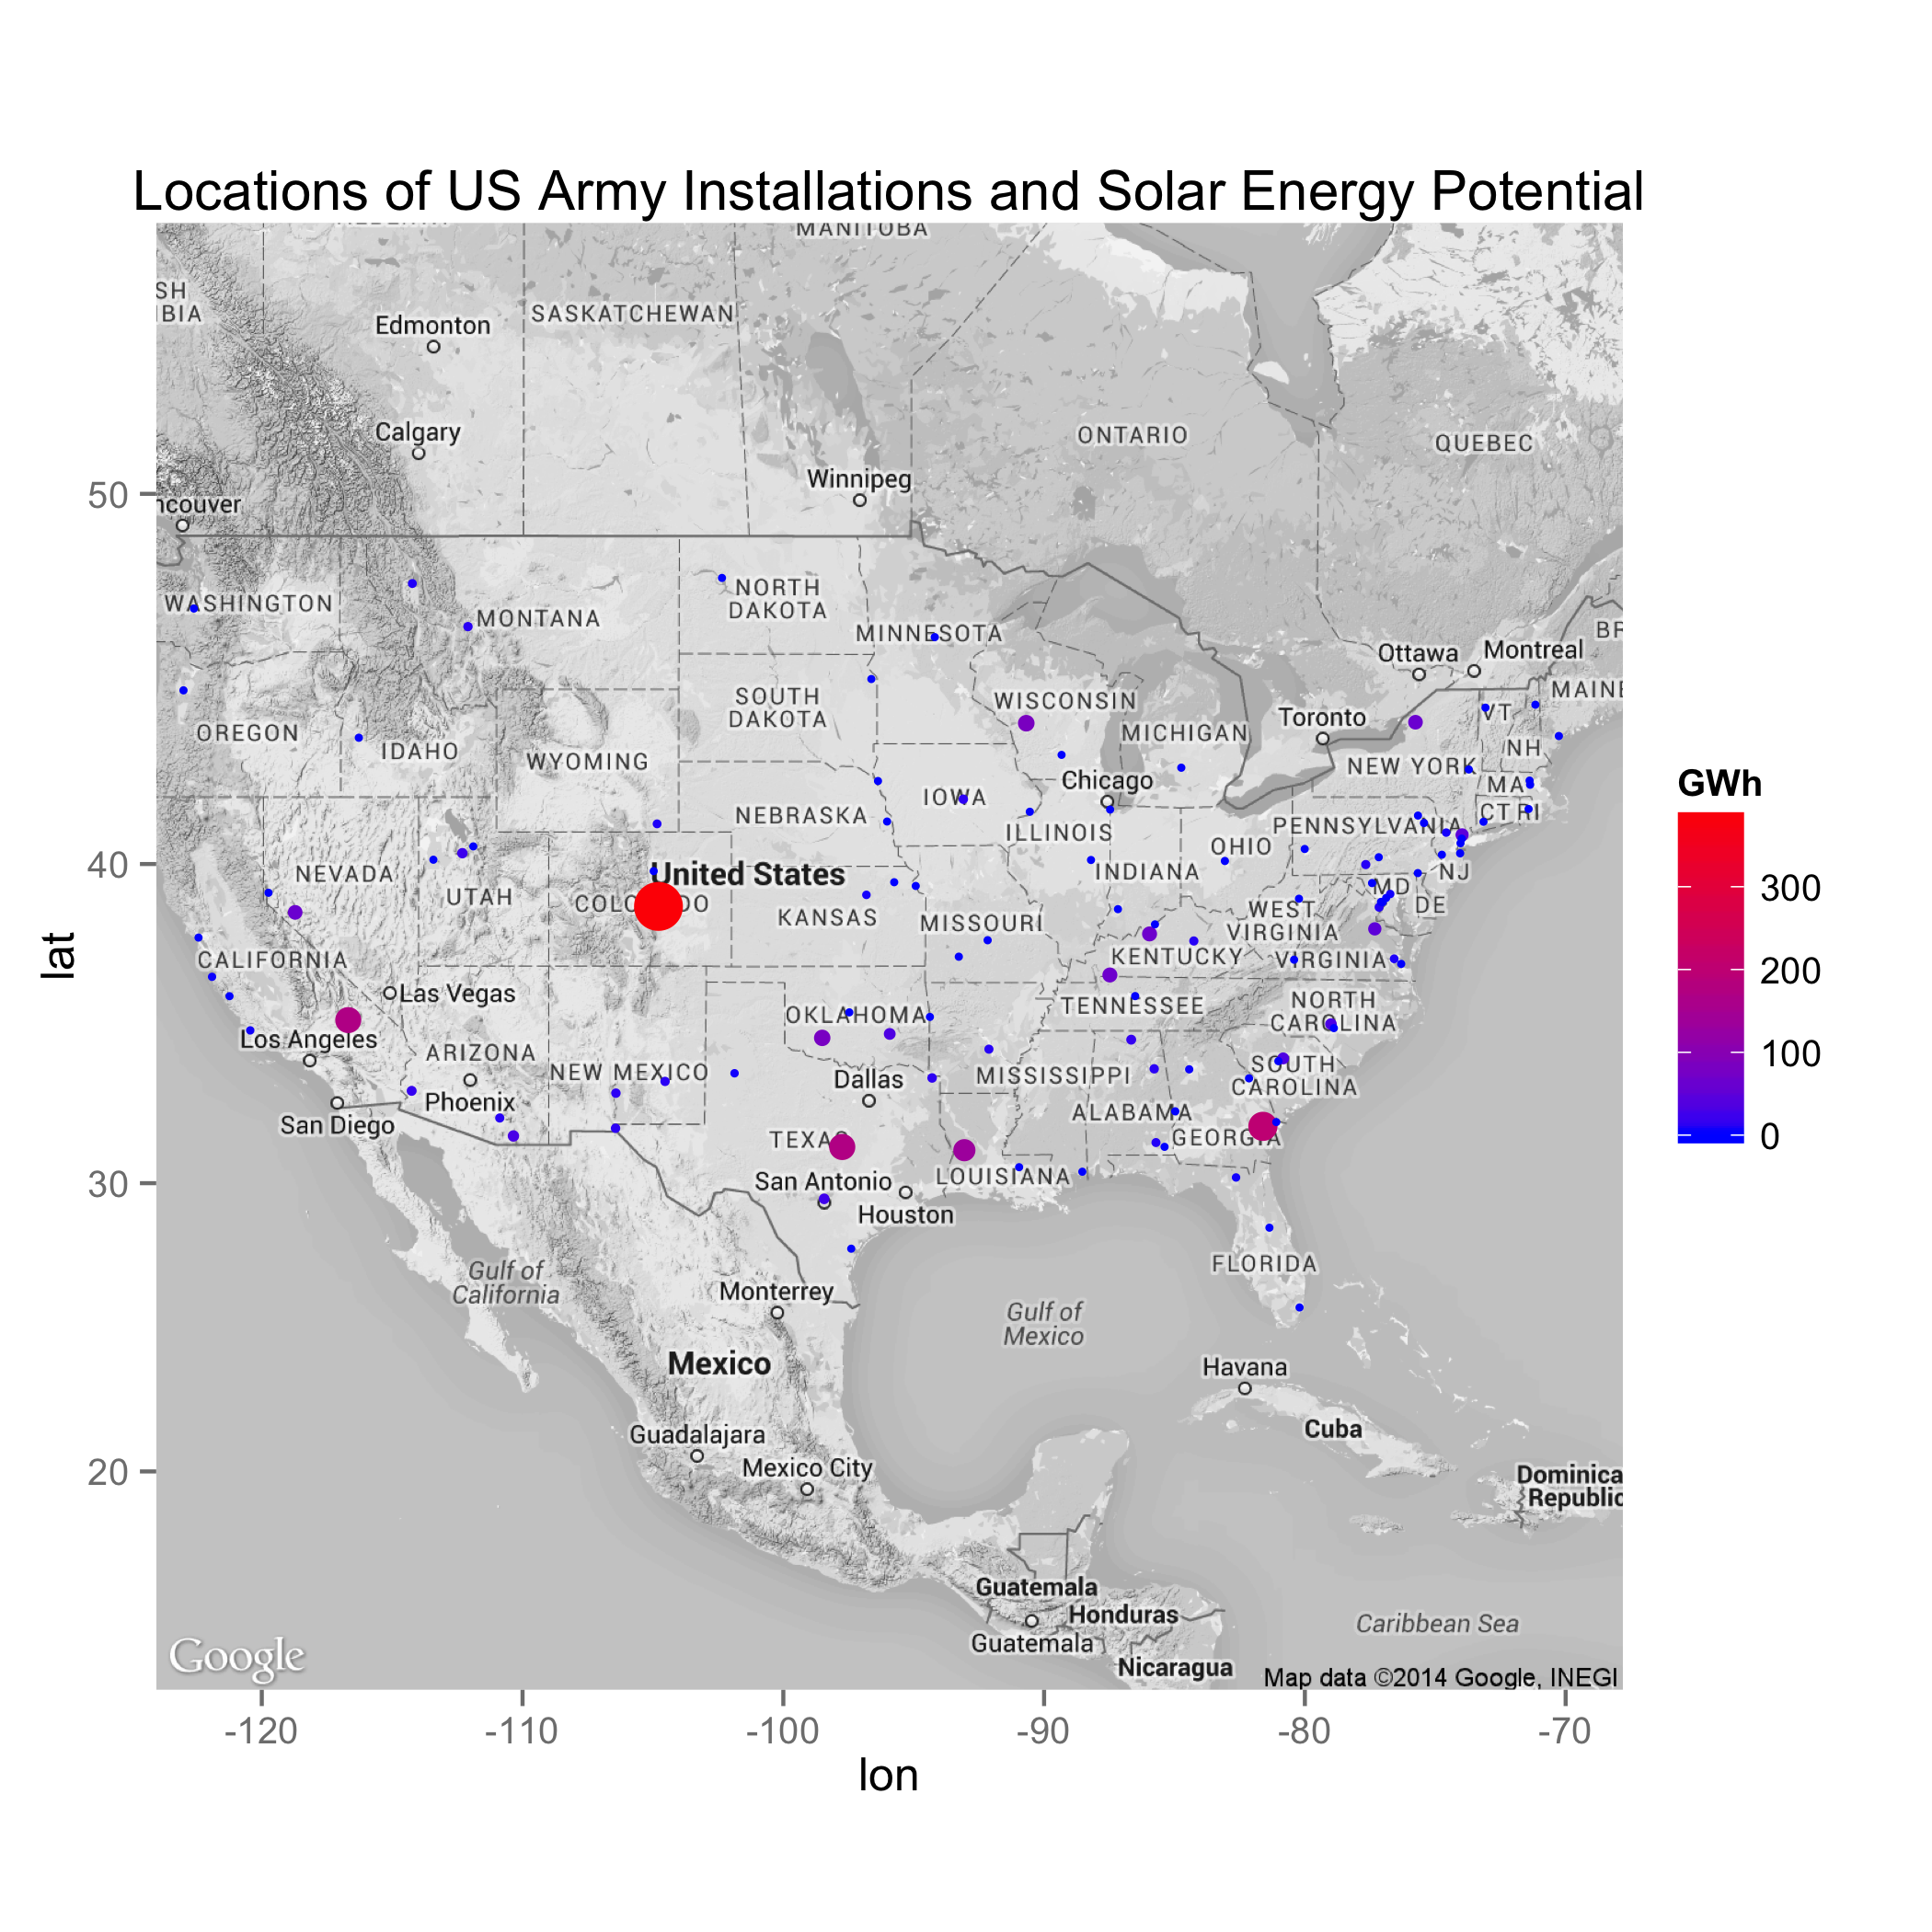 Locations of US Army Installations and Solar Energy Potential
MANITOBA
SH
IBIA
Edmonton
SASKATCHEWAN
Calgary
ONTARIO
QUEBEC
Winnipeg
50
ncouver
WASHINGTON
MONTANA
NORTH
DAKOTA
MINNESOTA
BR
Ottawa
Montreal
MAINE
OREGON
IDAHO
SOUTH
DAKOTA
WISCONSIN
MICHIGAN
Toronto
VT
NH
WYOMING
NEW YORK
MA
CT RI
Chicago
IOWA
NEBRASKA
ILLINOIS
PENNSYLVANIA
OHIO
INDIANA
NJ
40
NEVADA
UTAH
United States
COLORADO
KANSAS
MISSOURI
MD
DE
WEST
VIRGINIA
CALIFORNIA
KENTUCKY
VIRGINIA
Las Vegas
OKLAHOMA
TENNESSEE
NORTH
CAROLINA
Los Angeles
ARIZONA
NEW MEXICO
Dallas
MISSISSIPPI
SOUTH
CAROLINA
Phoenix
San Diego
ALABAMA
GEORGIA
TEXAS
San Antonio
LOUISIANA
30
Houston
FLORIDA
Gulf of
California
Monterrey
Gulf of
Mexico
Mexico
Havana
Cuba
Guadalajara
Mexico City
20
Dominica
Republic
Guatemala
Honduras
Guatemala
Nicaragua
Caribbean Sea
Google
Map data ©2014 Google, INEGI
lat
-120
-110
-100
-90
-80
-70
lon
GWh
300
200
100
0